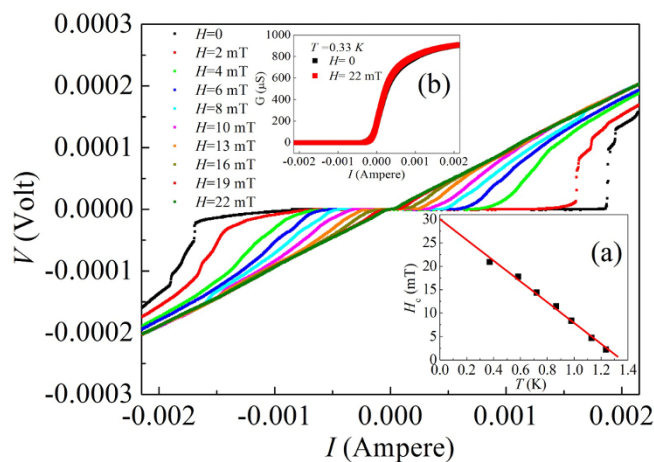 0.0003
0.0002
0.0001
0.0000
-0.0001
-0.0002
-0.0003
V (Volt)
H=0
H=2 mT
H=4 mT
H=6 mT
H=8 mT
H=10 mT
H=13 mT
H=16 mT
H=19 mT
H=22 mT
1000
800
600
400
200
0
G (µS)
T =0.33 K
H= 0
H= 22 mT
(b)
-0.002 -0.001 0.000 0.001 0.002
I (Ampere)
30
25
20
15
10
5
0
Hc (mT)
(a)
0.0 0.2 0.4 0.6 0.8 1.0 1.2 1.4
T (K)
-0.002 -0.001 0.000 0.001 0.002
I (Ampere)